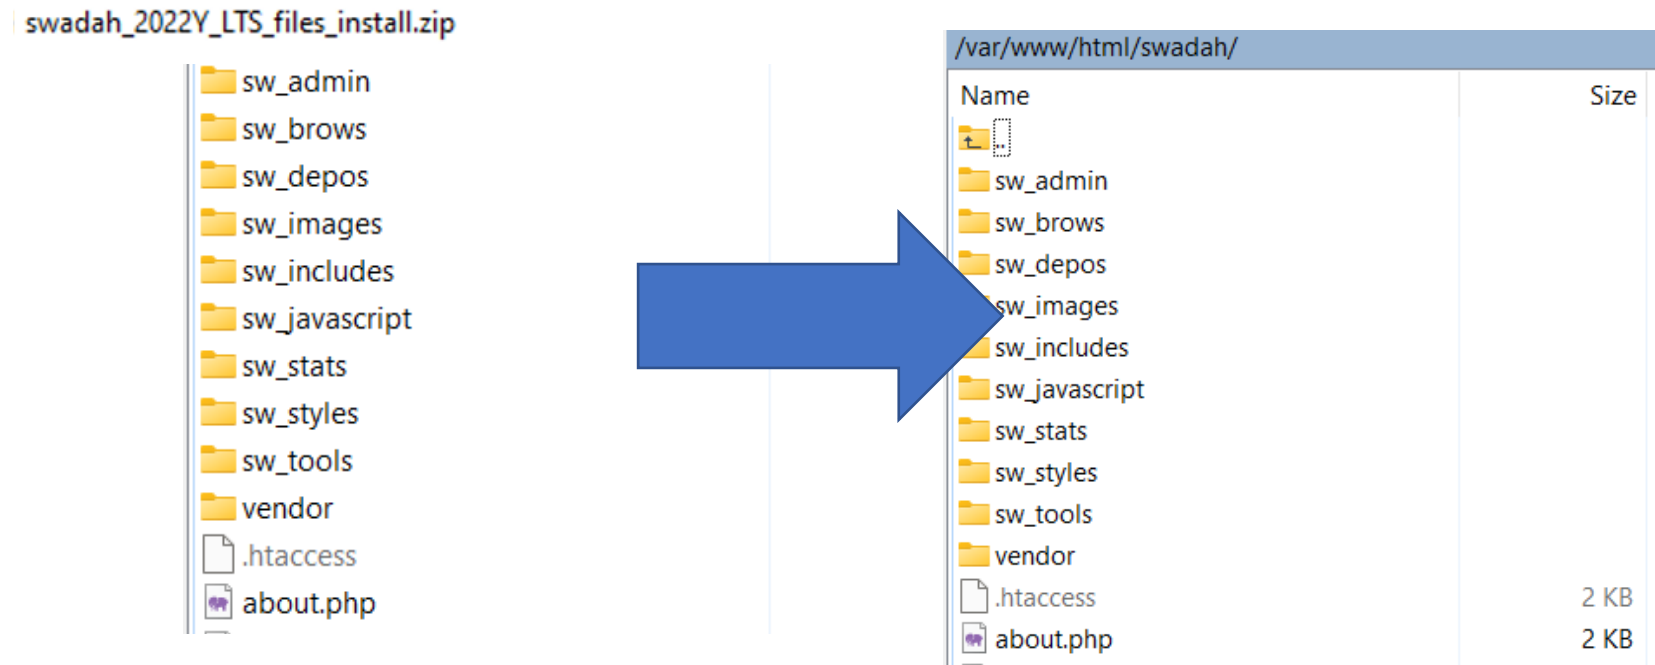 swadah_2022Y_LTS_files_install.zip
sw_admin
sw_brows
sw_depos
sw_images
sw_includes
sw_javascript
sw_stats
sw_styles
sw_tools
vendor
.htaccess
about.php
/var/www/html/swadah/
Name Size
..
sw_admin
sw_brows
sw_depos
sw_images
sw_includes
sw_javascript
sw_stats
sw_styles
sw_tools
vendor
.htaccess 2 KB
about.php 2 KB